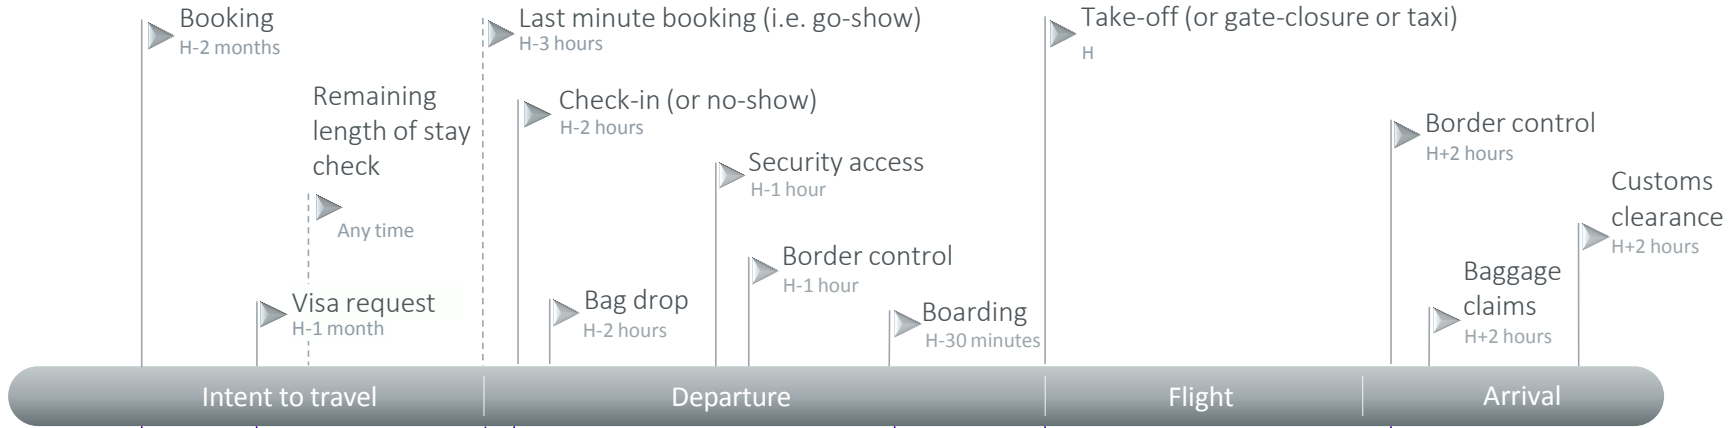 Booking
H-2 months
Remaining
length of stay
check
Any time
Visa request
H-1 month
Last minute booking (i.e. go-show)
H-3 hours
Check-in (or no-show)
H-2 hours
Bag drop
H-2 hours
Security access
H-1 hour
Border control
H-1 hour
Boarding
H-30 minutes
Take-off (or gate-closure or taxi)
H
Border control
H+2 hours
Baggage
claims
H+2 hours
Customs
clearance
H+2 hours
Intent to travel
Departure
Flight
Arrival